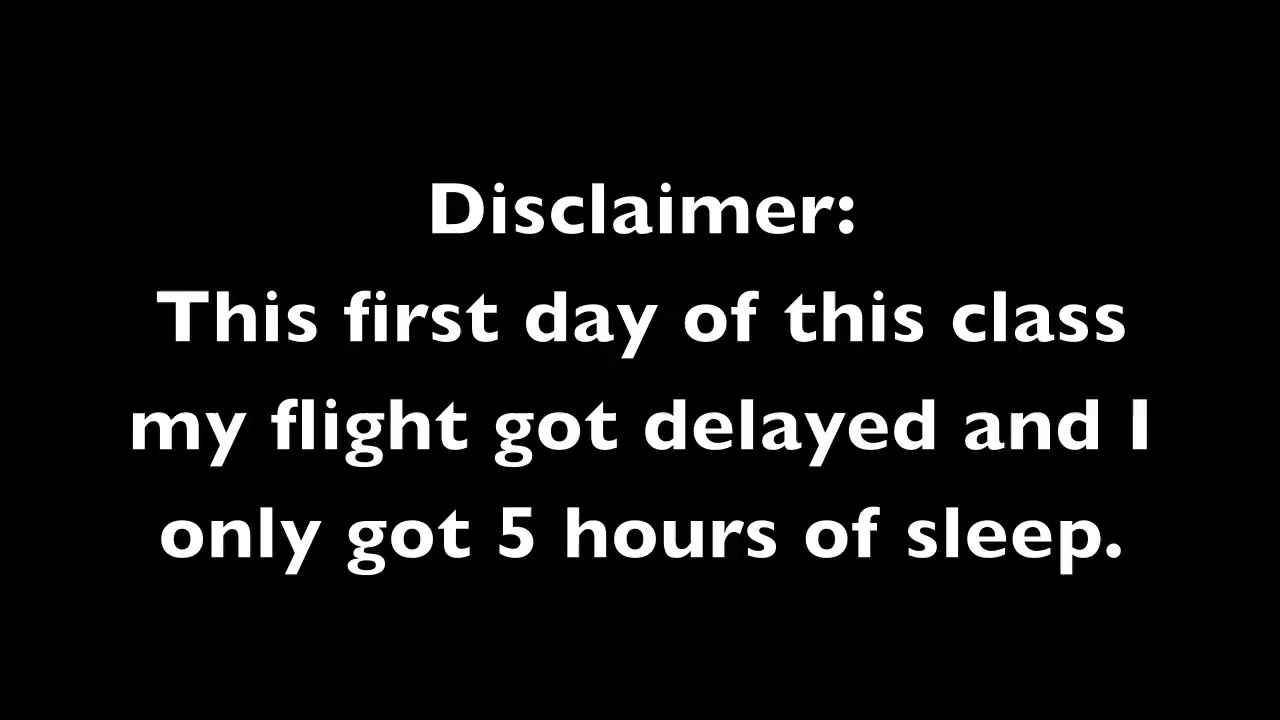 Disclaimer:
This first day of this class
my flight got delayed and I
only got 5 hours of sleep.